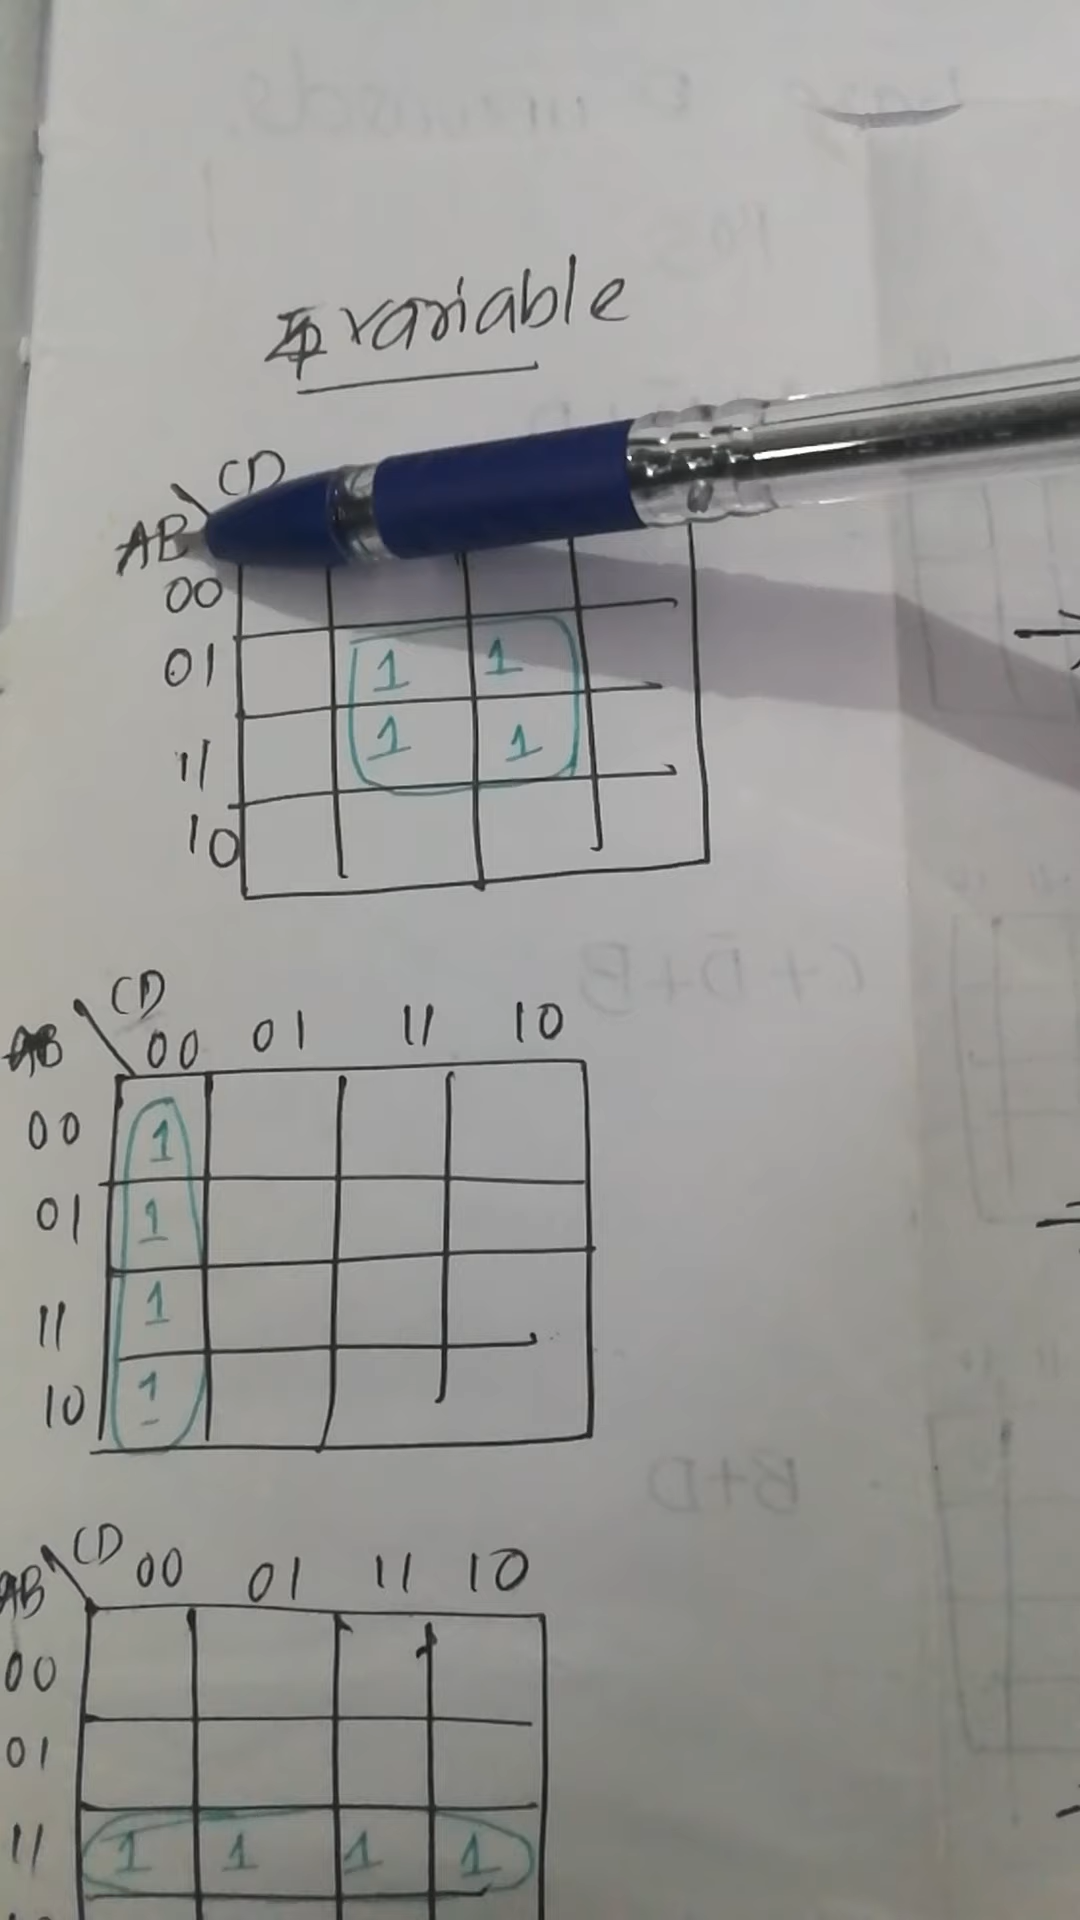 4 variable
CD
AB
00
01 1 1
11 1 1
10
CD
AB 00 01 11 10
00 1
01 1
11 1
10 1
CD
AB 00 01 11 10
00
01
11 1 1 1 1
C+D̄+B
B+D